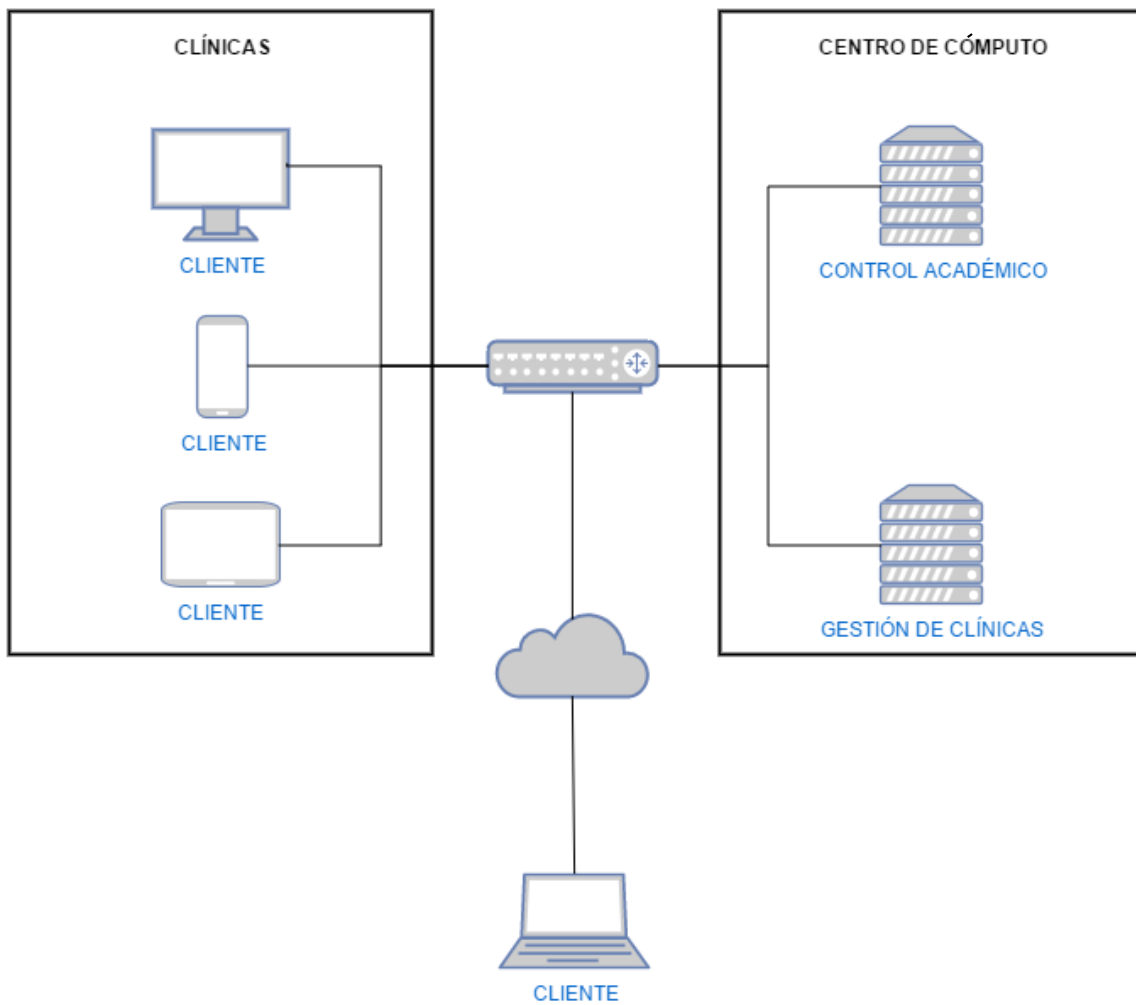 CLÍNICAS
CLIENTE
CLIENTE
CLIENTE
CENTRO DE CÓMPUTO
CONTROL ACADÉMICO
GESTIÓN DE CLÍNICAS
CLIENTE